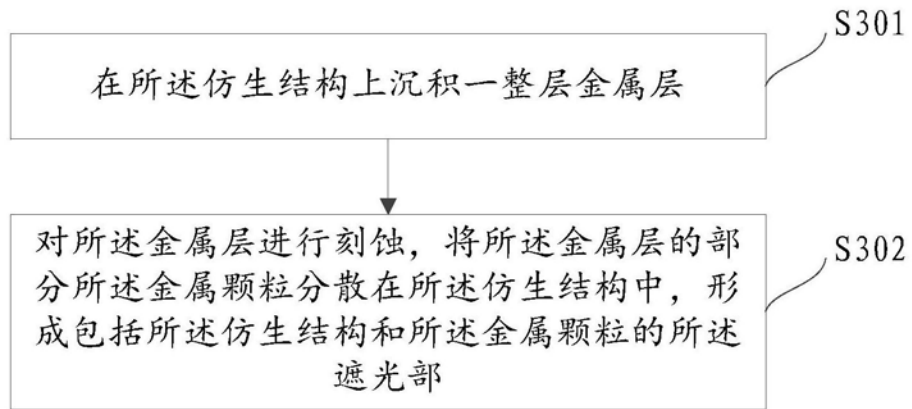 S301
在所述仿生结构上沉积一整层金属层
S302
对所述金属层进行刻蚀，将所述金属层的部
分所述金属颗粒分散在所述仿生结构中，形
成包括所述仿生结构和所述金属颗粒的所述
遮光部